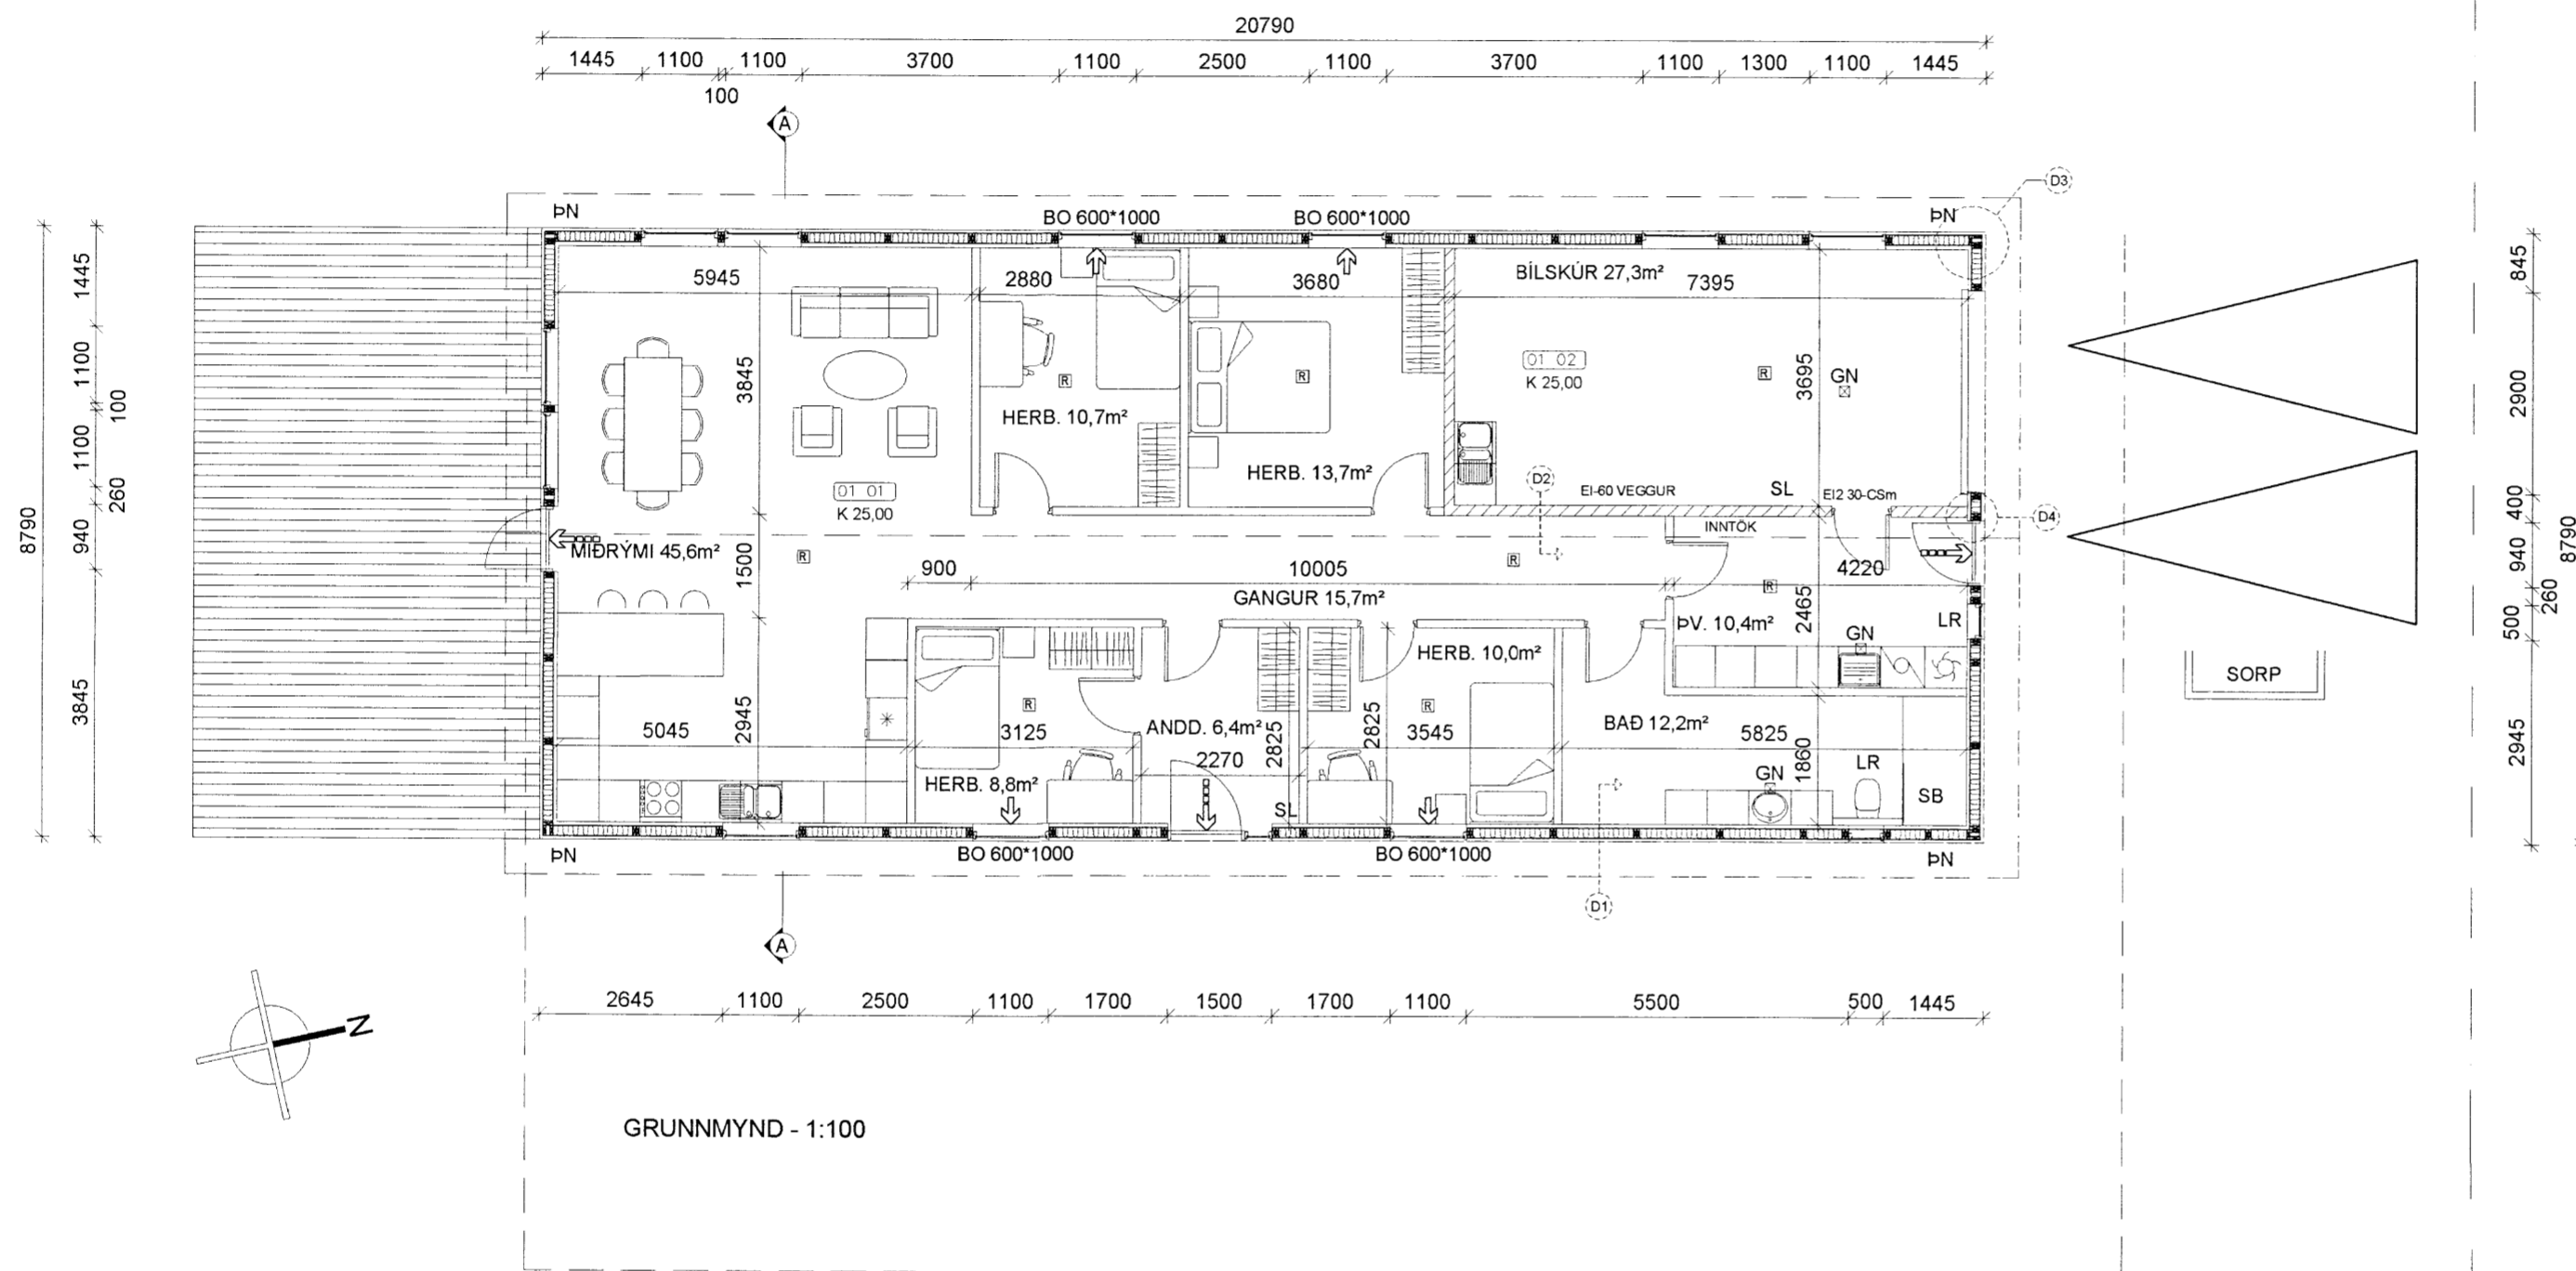 20790
1445 1100 1100 3700 1100 2500 1100 3700 1100 1300 1100 1445
100
A
D3
ÞN BO 600*1000 BO 600*1000 ÞN
5945 2880 3680 BÍLSKÚR 27,3m²
7395
8790
1445
1100
100
1100
260
940
3845
845
2900
400
940
260
500
2945
8790
3845
R R R GN
01 02
K 25,00
3695
HERB. 10,7m²
HERB. 13,7m²
01 01
K 25,00
D2
EI-60 VEGGUR SL EI2 30-CSm
INNTÖK
D4
MIÐRÝMI 45,6m²
R R R
1500
900 10005 4220
GANGUR 15,7m²
2465
ÞV. 10,4m² GN LR
HERB. 10,0m²
SORP
R R
5045 2945 3125 ANDD. 6,4m² 2825 2825 3545 BAÐ 12,2m² 5825
2270
1860
HERB. 8,8m²
GN LR SB
SL
ÞN BO 600*1000 BO 600*1000 ÞN
D1
A
2645 1100 2500 1100 1700 1500 1700 1100 5500 500 1445
N
GRUNNMYND - 1:100